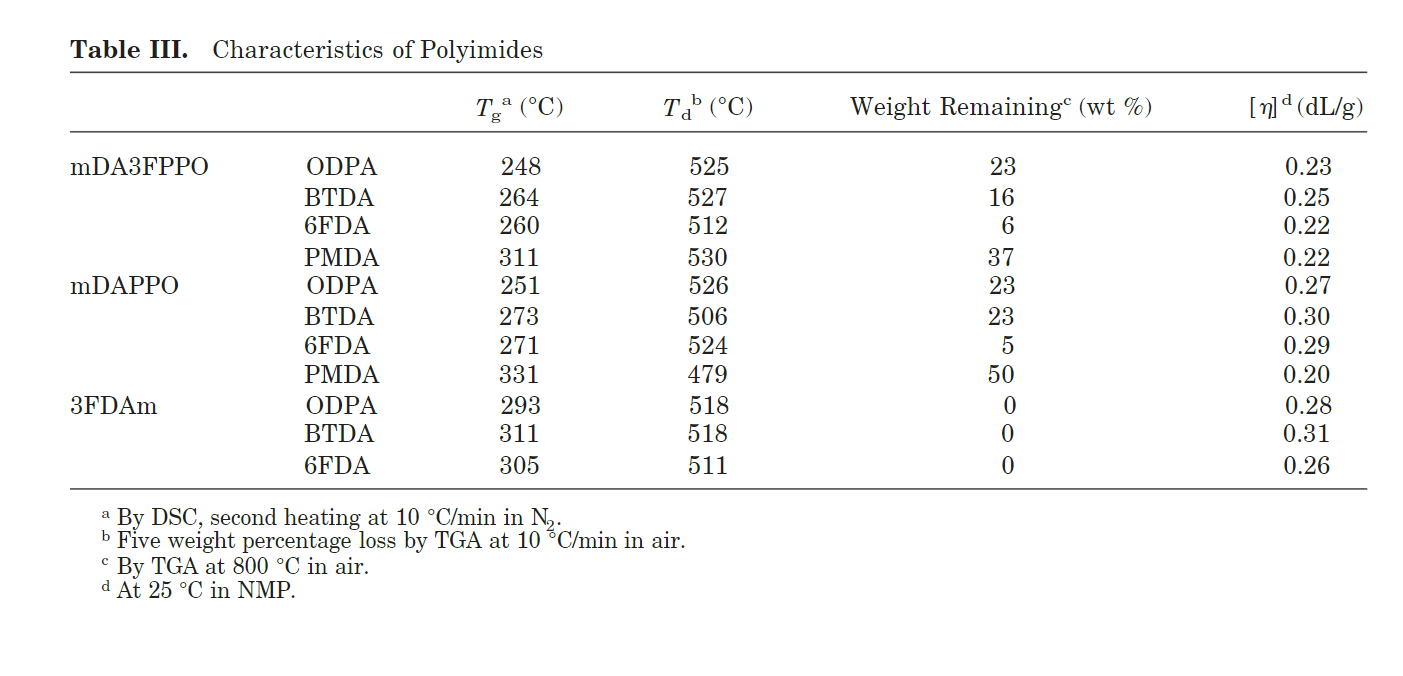 Table III. Characteristics of Polyimides
Tg a (°C) Td b (°C) Weight Remaining c (wt %) [η] d (dL/g)
mDA3FPPO ODPA 248 525 23 0.23
BTDA 264 527 16 0.25
6FDA 260 512 6 0.22
PMDA 311 530 37 0.22
mDAPPO ODPA 251 526 23 0.27
BTDA 273 506 23 0.30
6FDA 271 524 5 0.29
PMDA 331 479 50 0.20
3FDAm ODPA 293 518 0 0.28
BTDA 311 518 0 0.31
6FDA 305 511 0 0.26
a By DSC, second heating at 10 °C/min in N2.
b Five weight percentage loss by TGA at 10 °C/min in air.
c By TGA at 800 °C in air.
d At 25 °C in NMP.